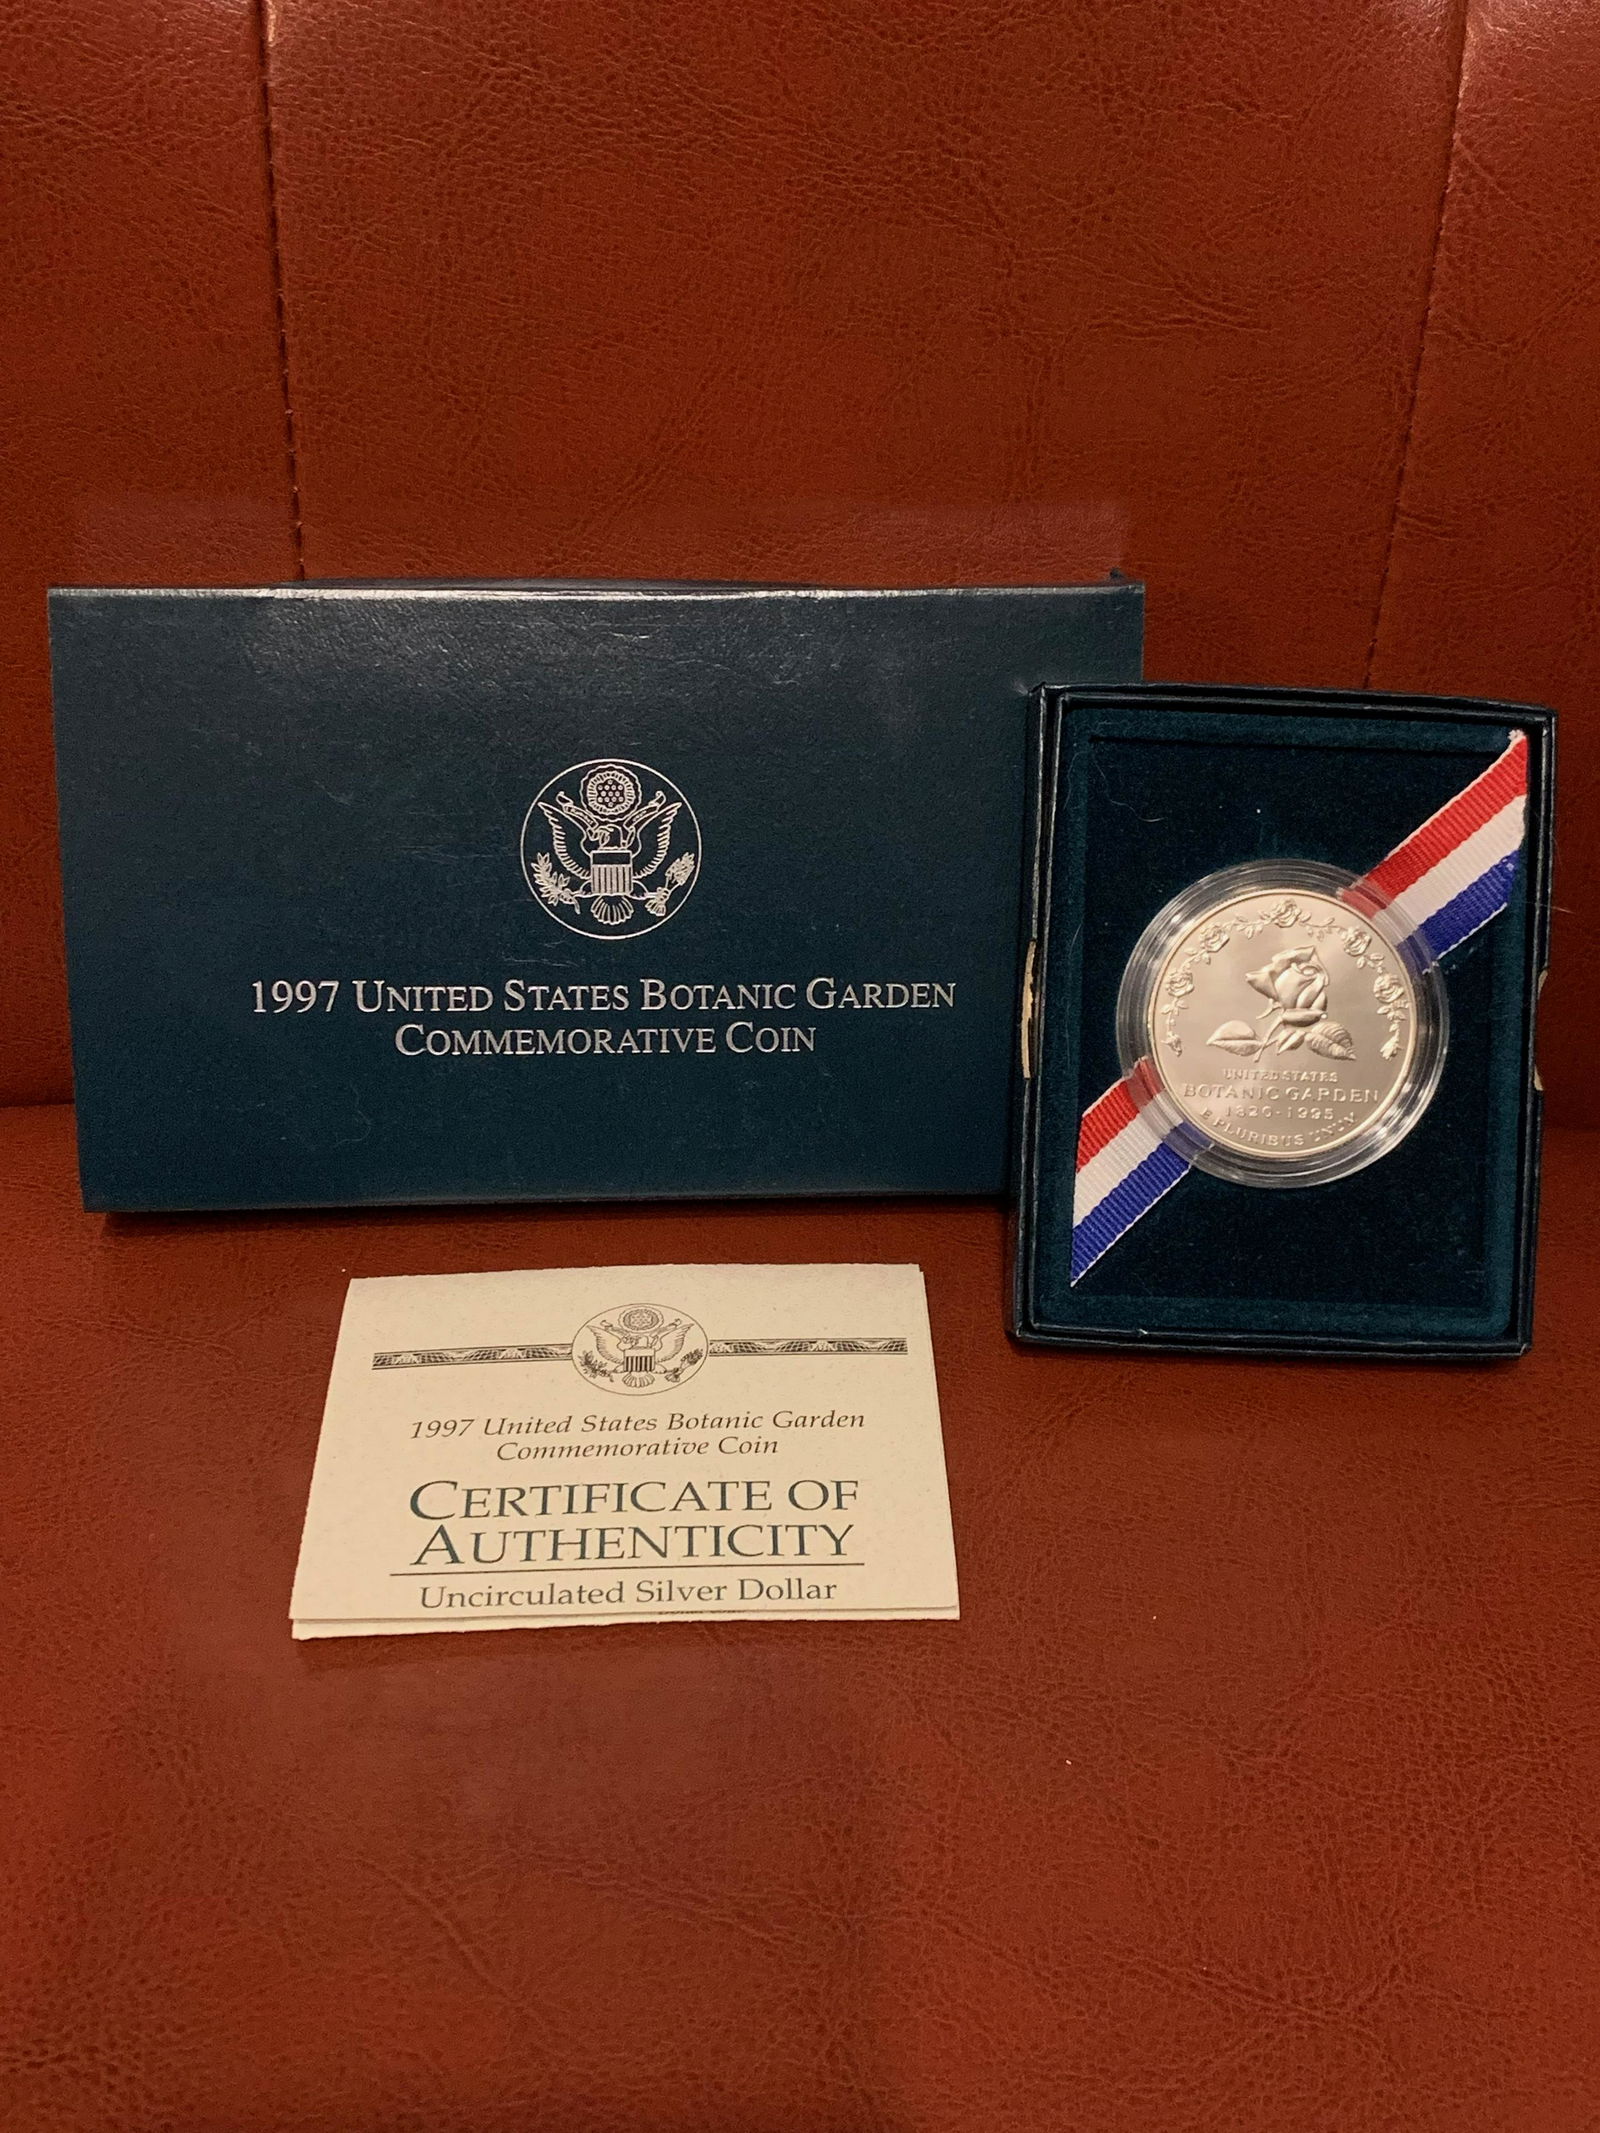 1997 UNITED STATES BOTANIC GARDEN
COMMEMORATIVE COIN
UNITED STATES
BOTANIC GARDEN
1820-1995
E PLURIBUS UNUM
1997 United States Botanic Garden
Commemorative Coin
CERTIFICATE OF
AUTHENTICITY
Uncirculated Silver Dollar